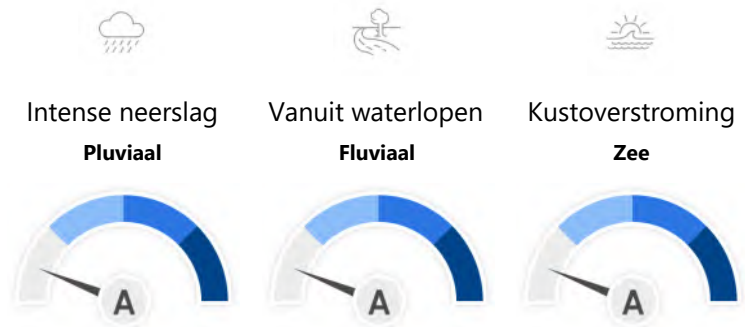 Intense neerslag Vanuit waterlopen Kustoverstroming
Pluviaal Fluviaal Zee
A A A